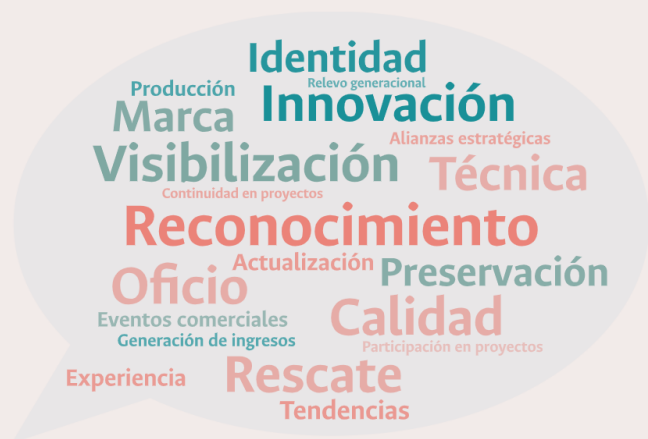 Identidad
Relevo generacional
Producción
Innovación
Marca
Alianzas estratégicas
Visibilización
Técnica
Continuidad en proyectos
Reconocimiento
Actualización
Preservación
Oficio
Calidad
Eventos comerciales
Generación de ingresos
Participación en proyectos
Rescate
Experiencia
Tendencias